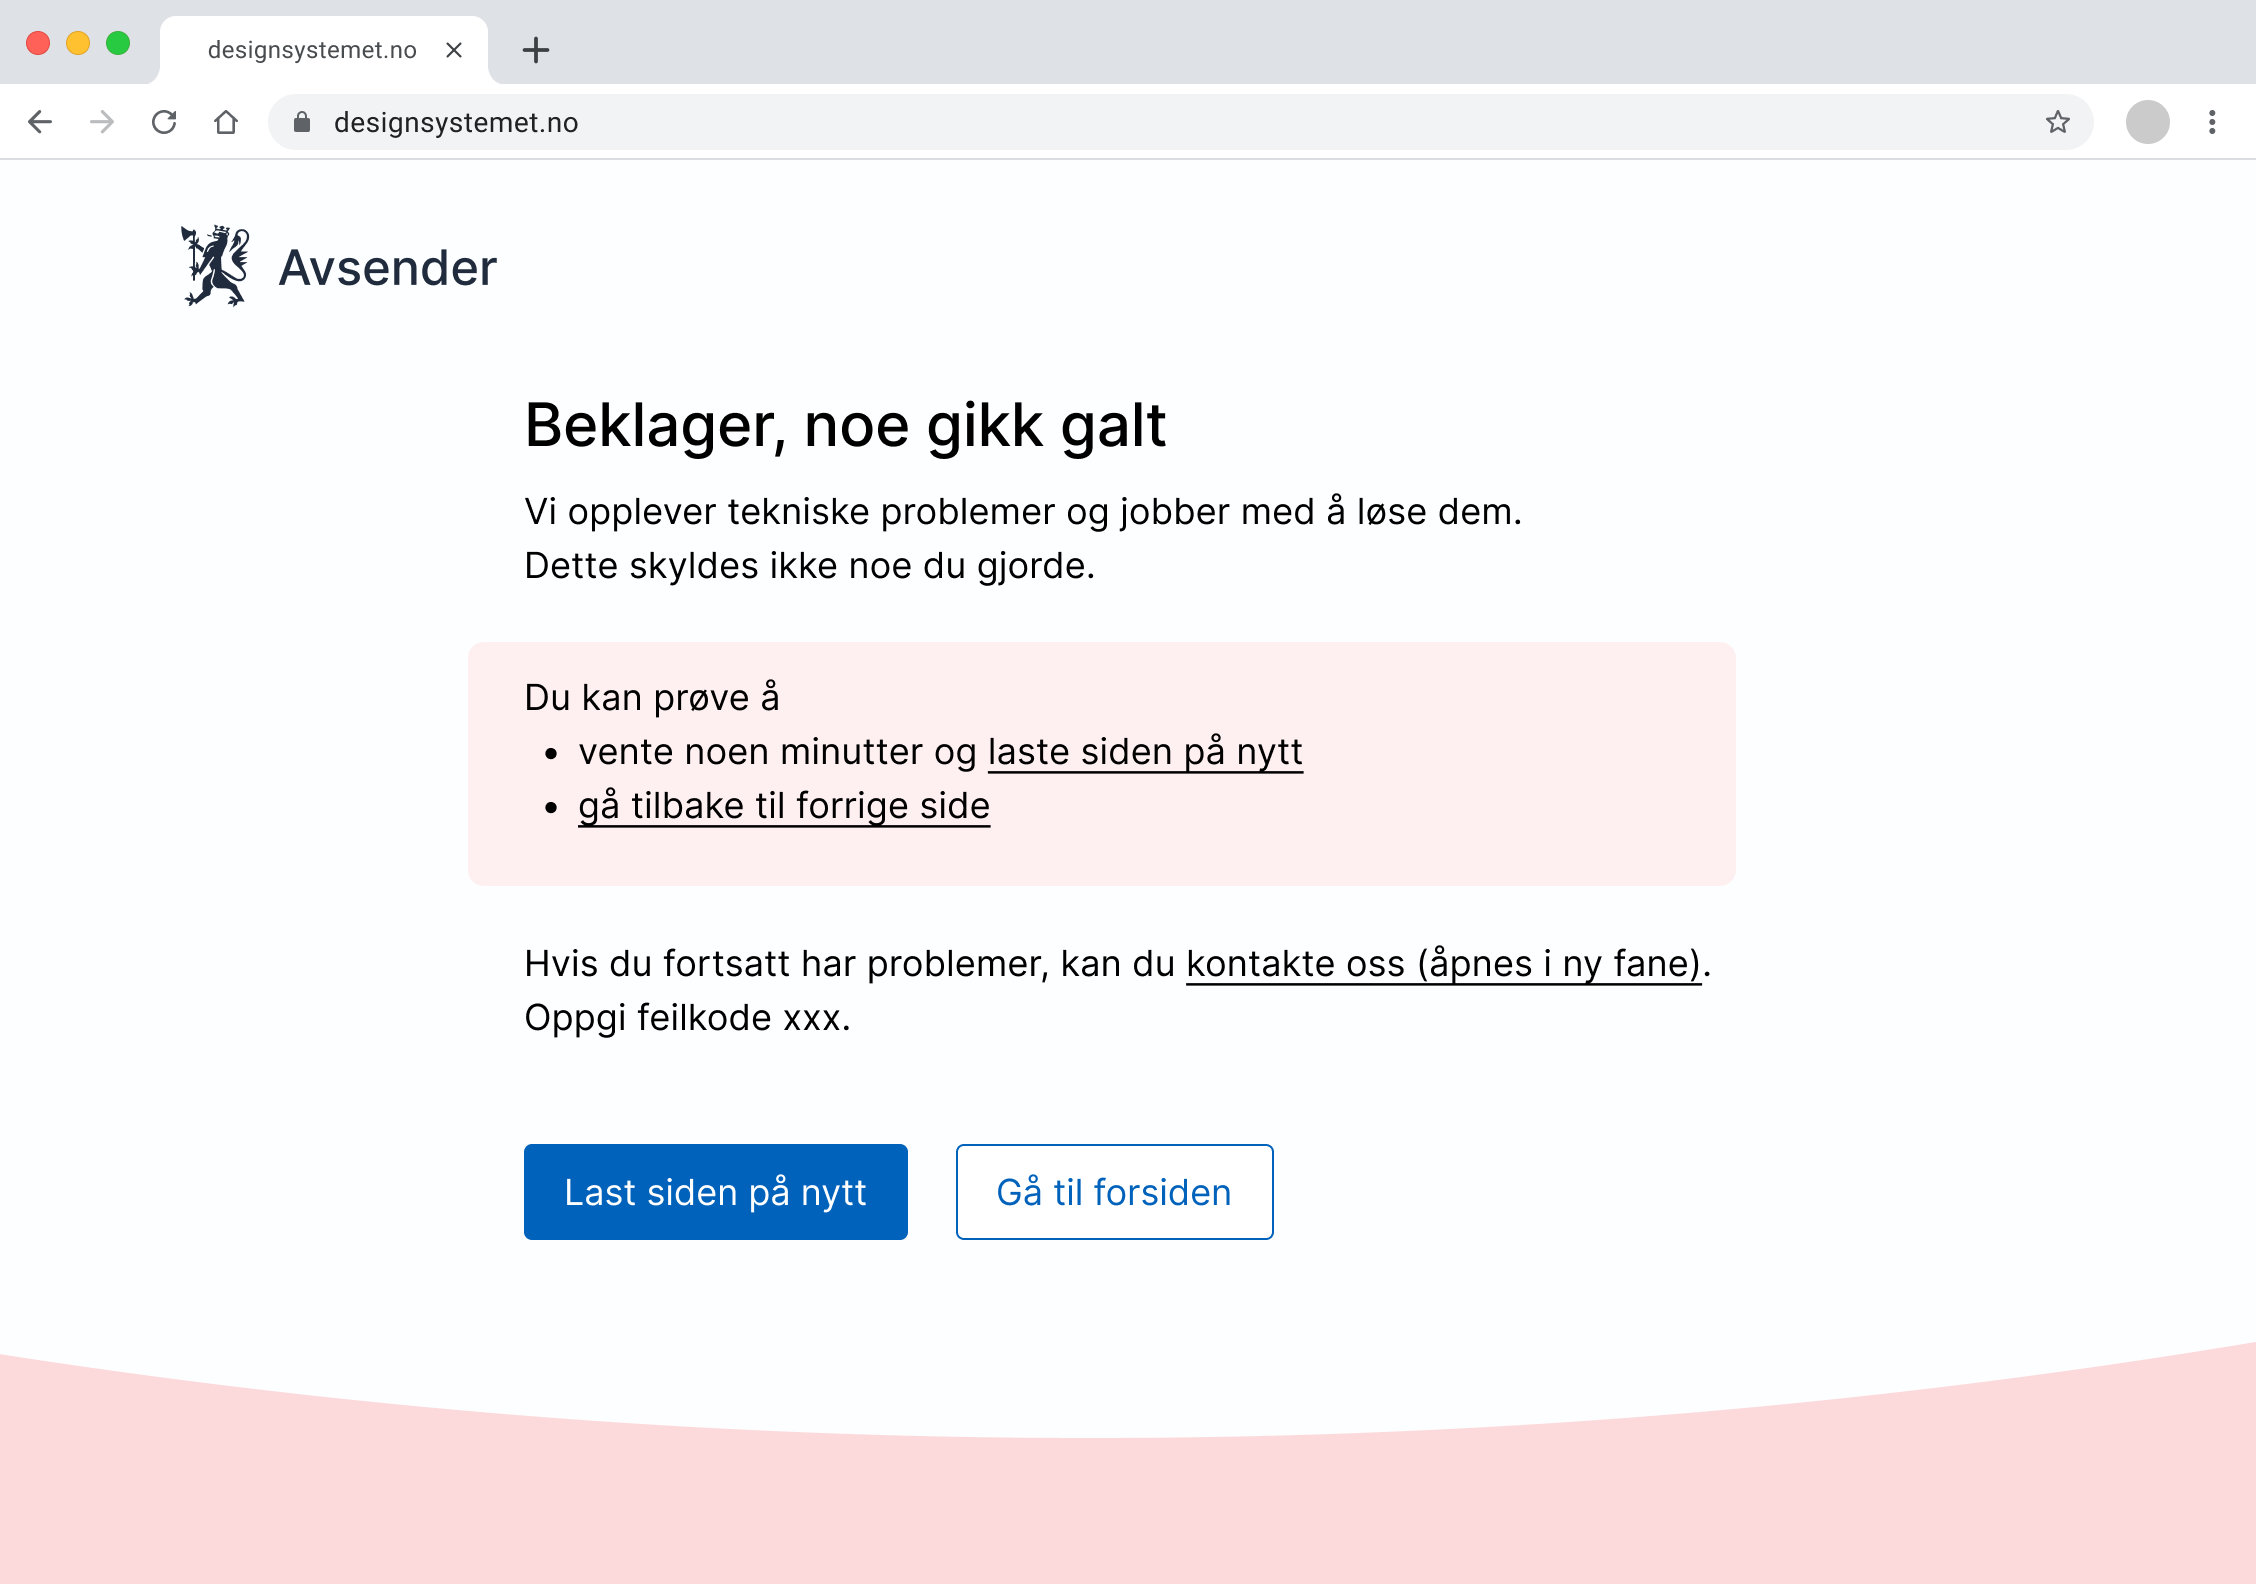 designsystemet.no
designsystemet.no
Avsender
Beklager, noe gikk galt
Vi opplever tekniske problemer og jobber med å løse dem.
Dette skyldes ikke noe du gjorde.
Du kan prøve å
• vente noen minutter og laste siden på nytt
• gå tilbake til forrige side
Hvis du fortsatt har problemer, kan du kontakte oss (åpnes i ny fane).
Oppgi feilkode xxx.
Last siden på nytt
Gå til forsiden